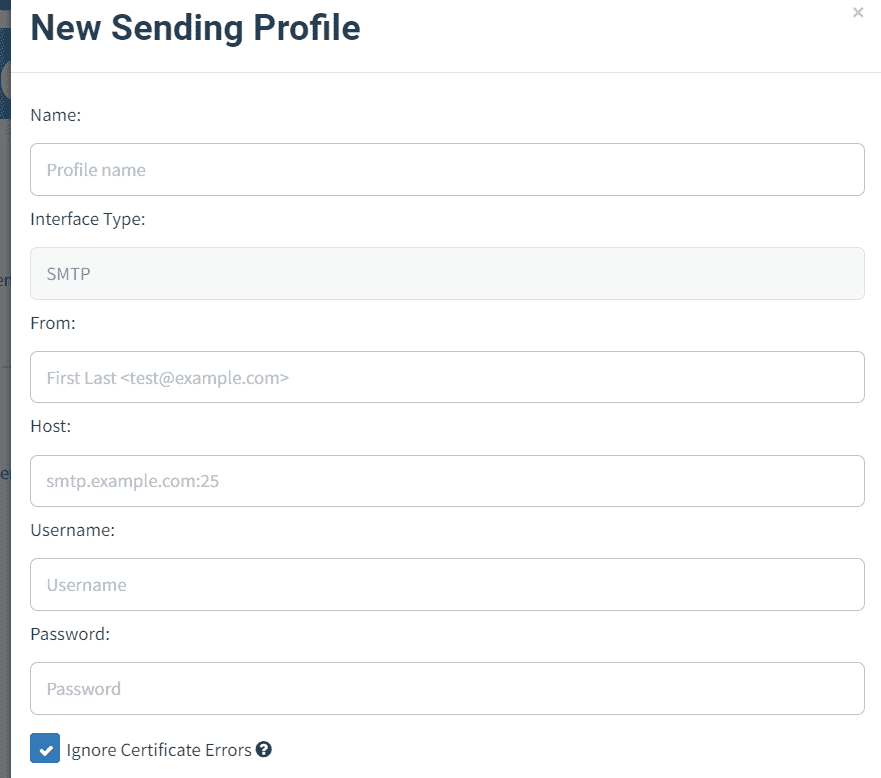 New Sending Profile
×
Name:
Profile name
Interface Type:
SMTP
From:
First Last <test@example.com>
Host:
smtp.example.com:25
Username:
Username
Password:
Password
Ignore Certificate Errors ?